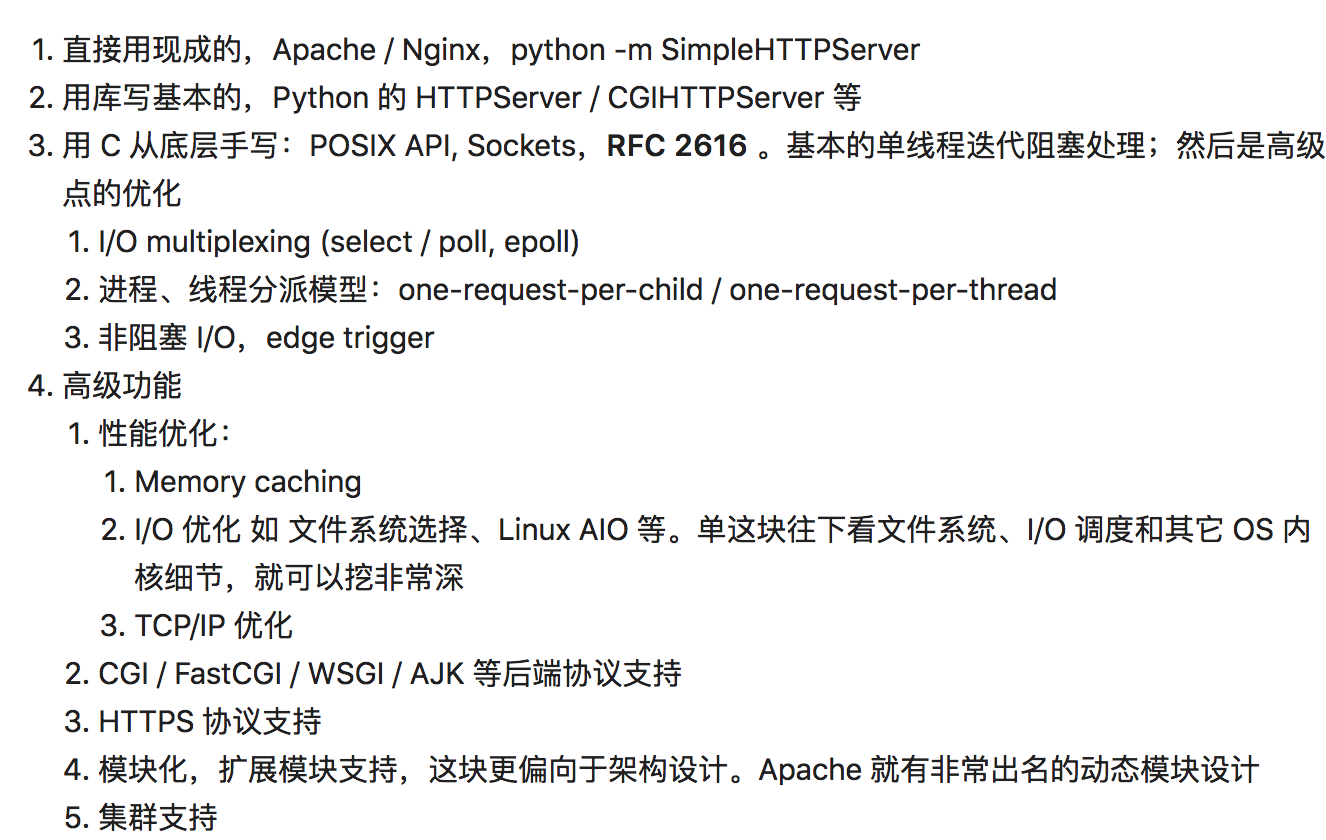 1. 直接用现成的，Apache / Nginx，python -m SimpleHTTPServer
2. 用库写基本的，Python 的 HTTPServer / CGIHTTPServer 等
3. 用 C 从底层手写：POSIX API, Sockets，RFC 2616 。基本的单线程迭代阻塞处理；然后是高级
点的优化
1. I/O multiplexing (select / poll, epoll)
2. 进程、线程分派模型：one-request-per-child / one-request-per-thread
3. 非阻塞 I/O，edge trigger
4. 高级功能
1. 性能优化：
1. Memory caching
2. I/O 优化 如 文件系统选择、Linux AIO 等。单这块往下看文件系统、I/O 调度和其它 OS 内
核细节，就可以挖非常深
3. TCP/IP 优化
2. CGI / FastCGI / WSGI / AJK 等后端协议支持
3. HTTPS 协议支持
4. 模块化，扩展模块支持，这块更偏向于架构设计。Apache 就有非常出名的动态模块设计
5. 集群支持